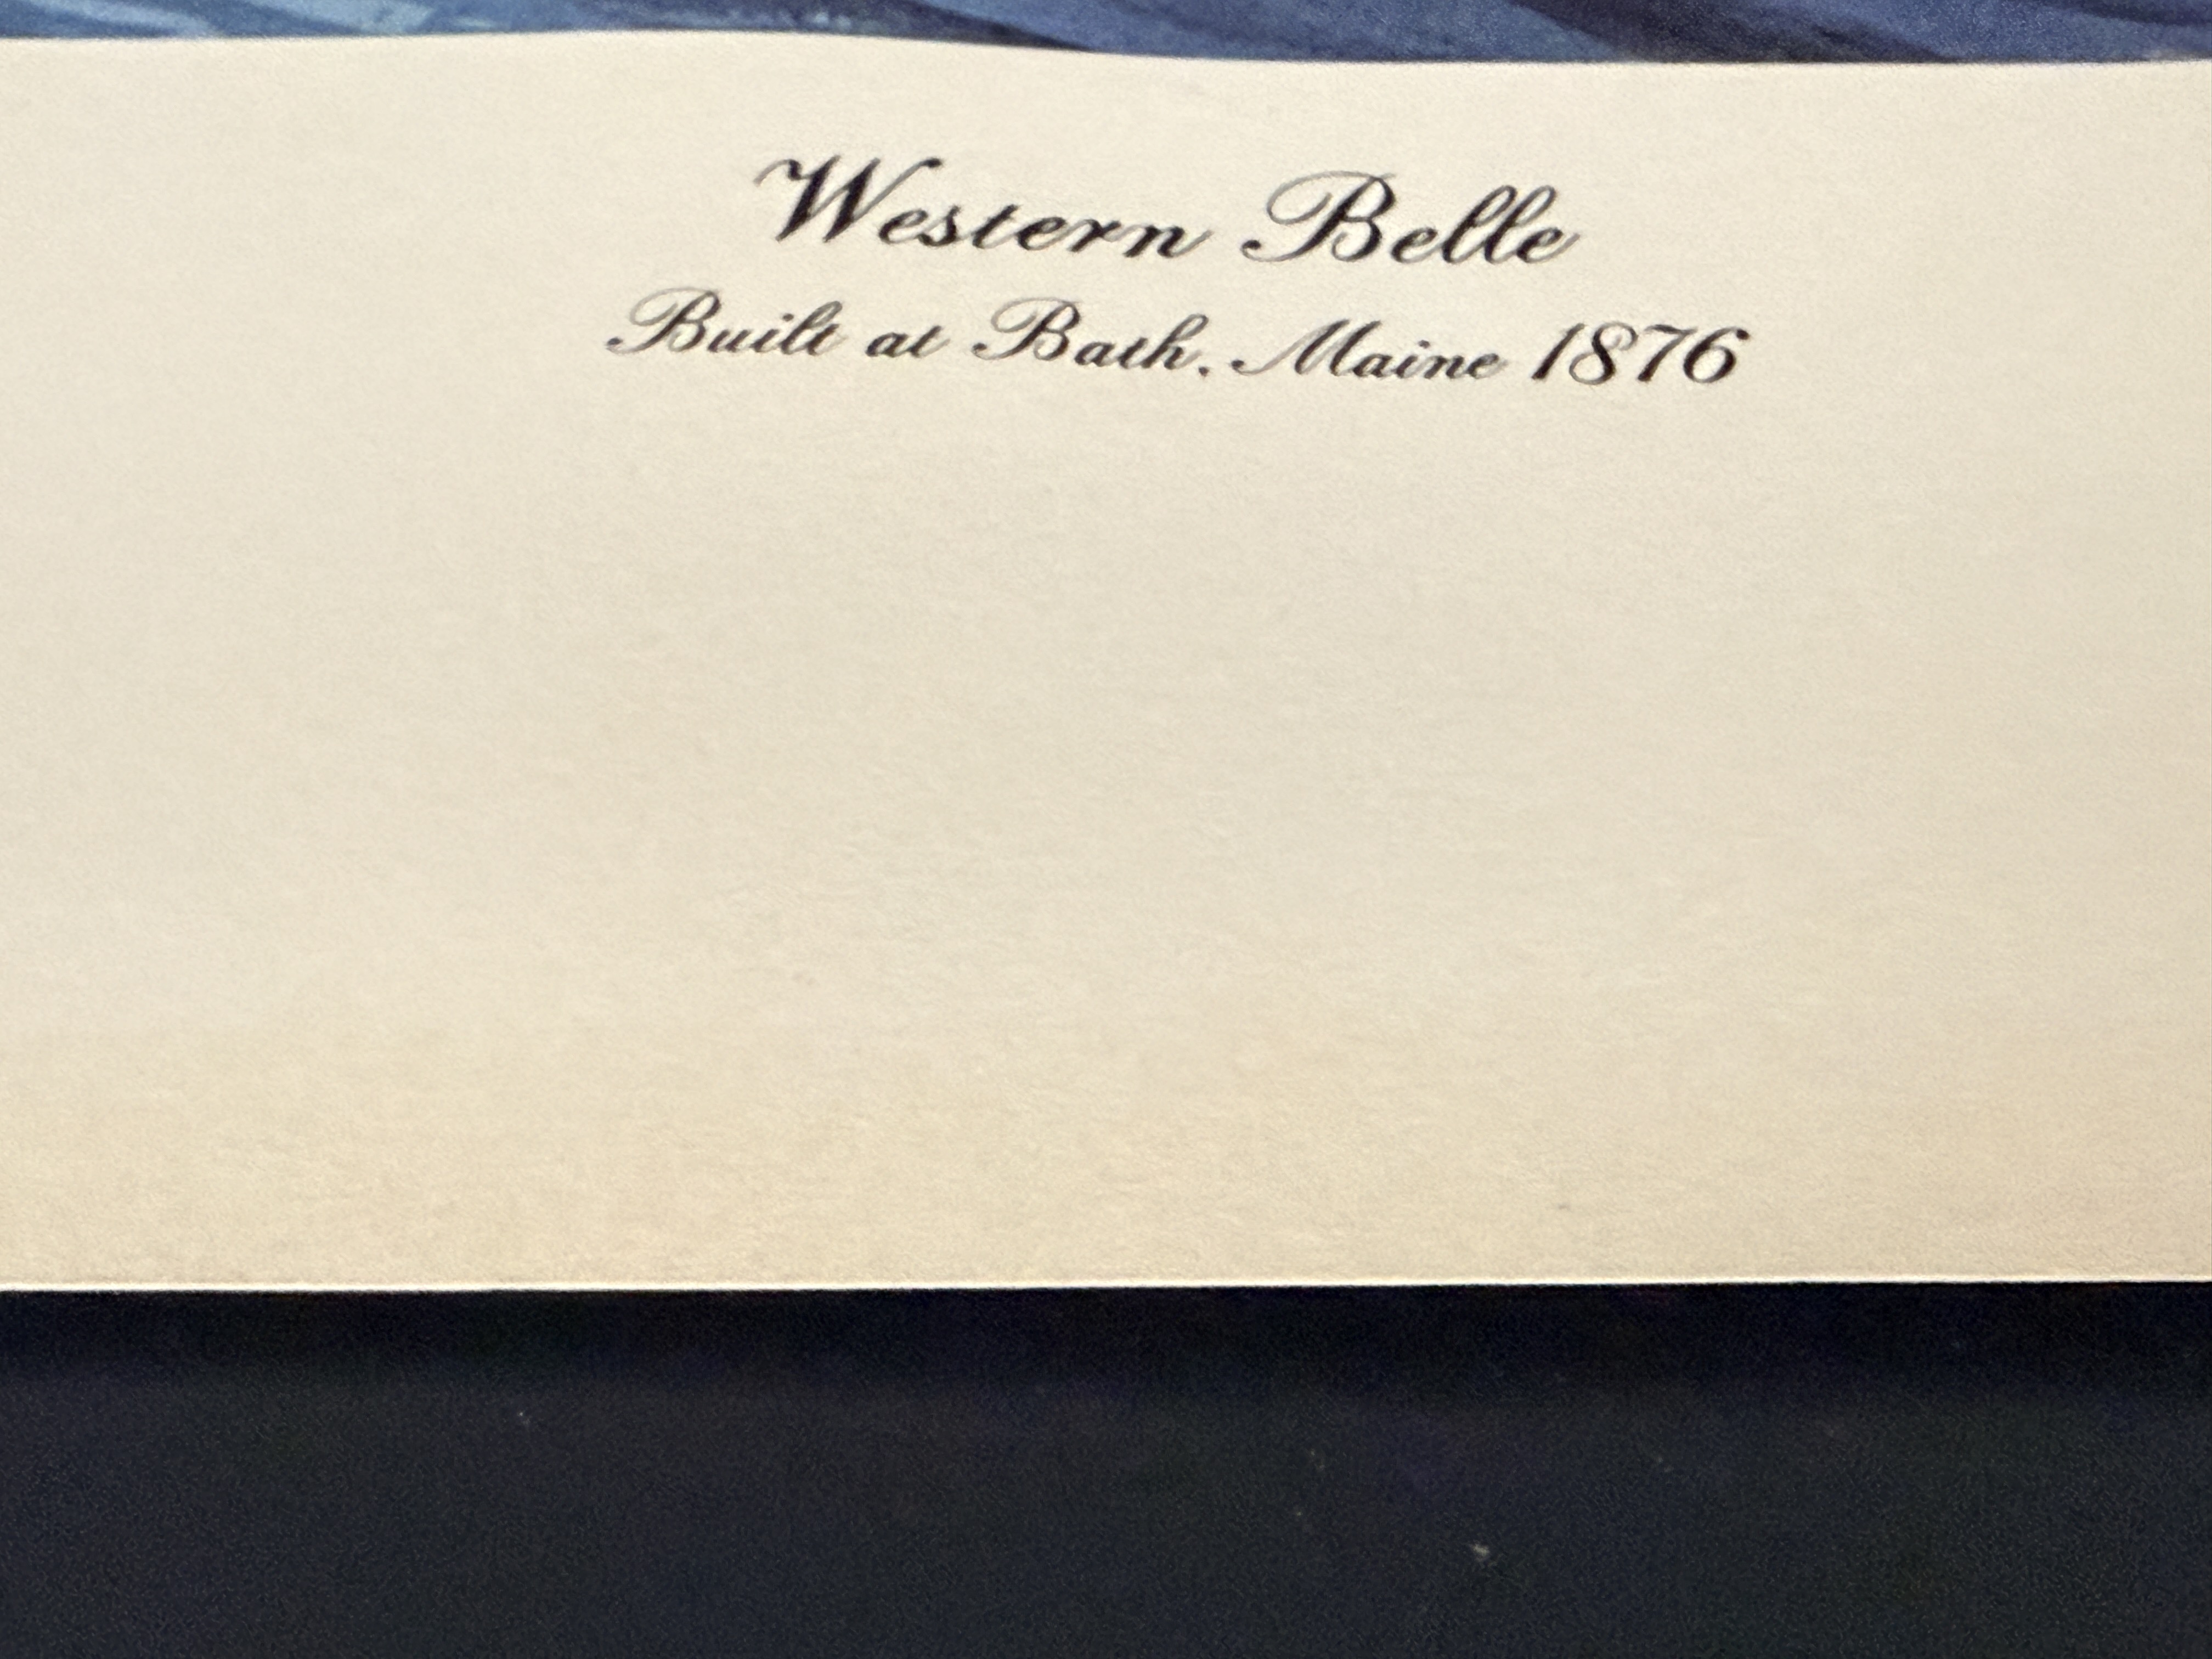 Western Belle
Built at Bath, Maine 1876